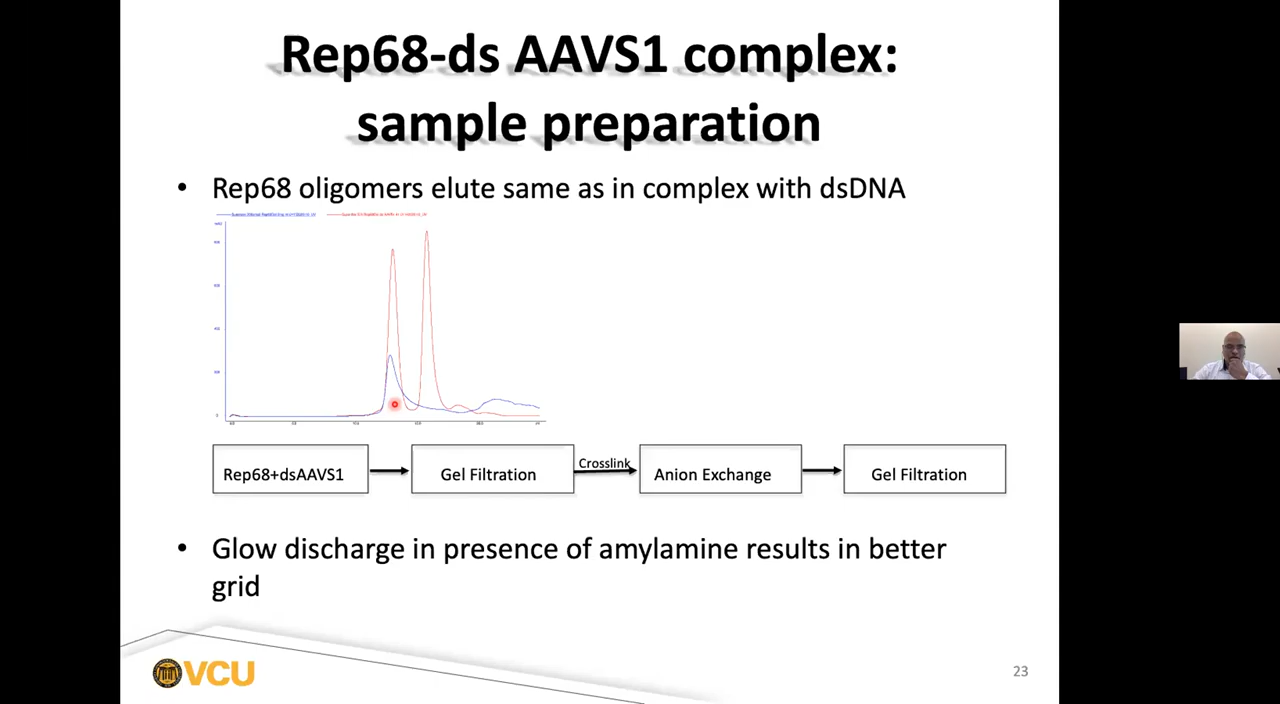 Rep68-ds AAVS1 complex:
sample preparation
• Rep68 oligomers elute same as in complex with dsDNA
Rep68+dsAAVS1
Gel Filtration
Crosslink
Anion Exchange
Gel Filtration
• Glow discharge in presence of amylamine results in better
grid
VCU
23